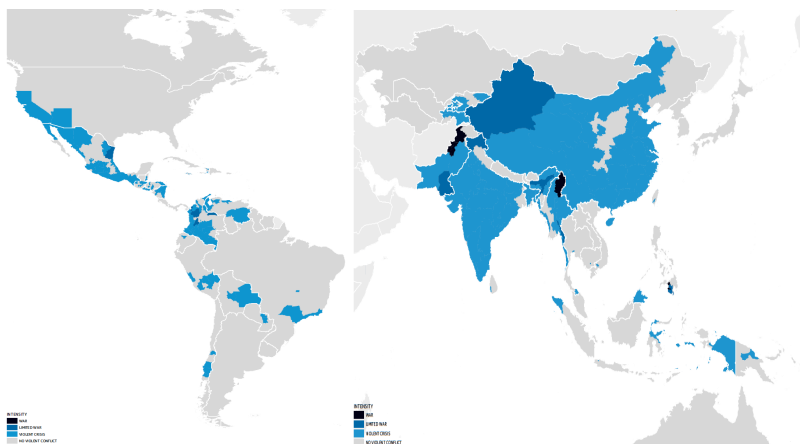 INTENSITY
WAR
LIMITED WAR
VIOLENT CRISIS
NO VIOLENT CONFLICT
INTENSITY
WAR
LIMITED WAR
VIOLENT CRISIS
NO VIOLENT CONFLICT